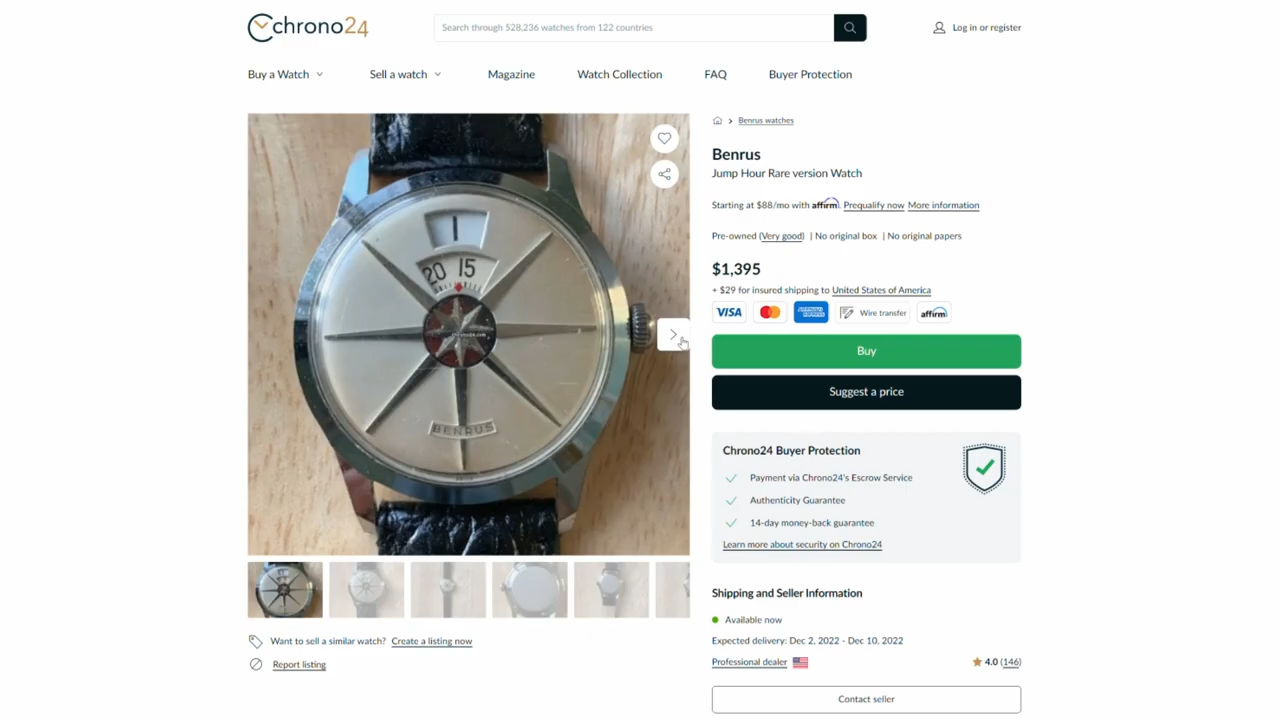 chrono24
Search through 528,236 watches from 122 countries
Log in or register
Buy a Watch
Sell a watch
Magazine
Watch Collection
FAQ
Buyer Protection
Benrus watches
Benrus
Jump Hour Rare version Watch
Starting at $88/mo with affirm. Prequalify now More information
Pre-owned (Very good) | No original box | No original papers
$1,395
+ $29 for insured shipping to United States of America
VISA
AMERICAN EXPRESS
Wire transfer
affirm
Buy
Suggest a price
1
20 15
BENRUS
Chrono24 Buyer Protection
Payment via Chrono24's Escrow Service
Authenticity Guarantee
14-day money-back guarantee
Learn more about security on Chrono24
Shipping and Seller Information
Available now
Expected delivery: Dec 2, 2022 - Dec 10, 2022
Professional dealer
4.0 (146)
Contact seller
Want to sell a similar watch? Create a listing now
Report listing